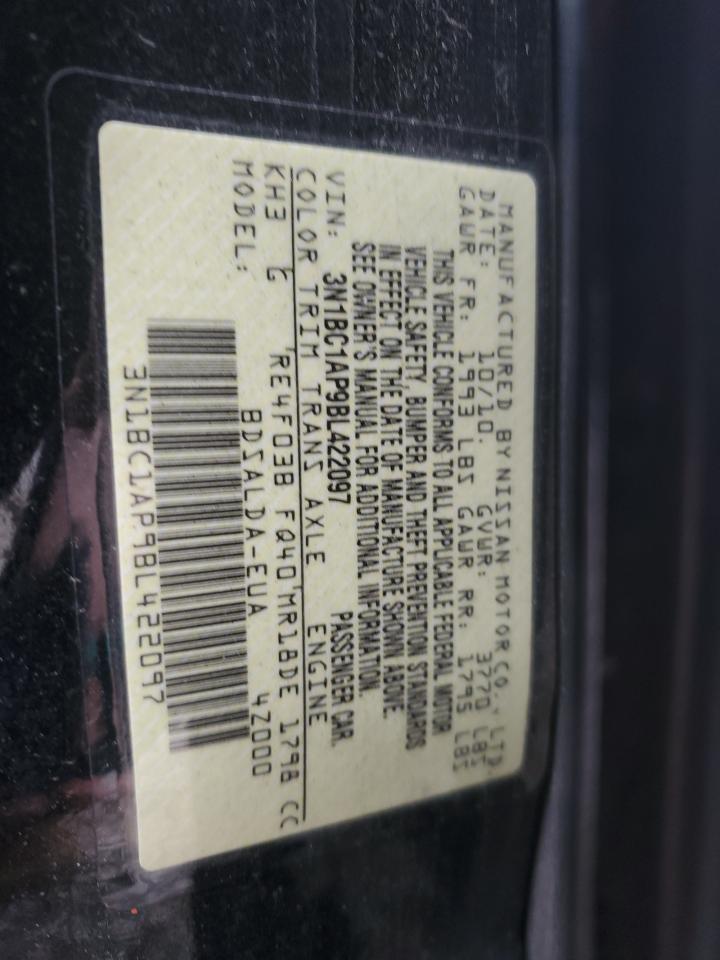 MANUFACTURED BY NISSAN MOTOR CO., LTD.
DATE: 10/10. GVWR: 3770 LBS
GAWR FR: 1993 LBS GAWR RR: 1795 LBS
THIS VEHICLE CONFORMS TO ALL APPLICABLE FEDERAL MOTOR
VEHICLE SAFETY, BUMPER AND THEFT PREVENTION STANDARDS
IN EFFECT ON THE DATE OF MANUFACTURE SHOWN ABOVE.
SEE OWNER'S MANUAL FOR ADDITIONAL INFORMATION.
VIN: 3N1BC1AP9BL422097 PASSENGER CAR.
COLOR TRIM TRANS AXLE ENGINE
KH3 G RE4F03B FQ40 MR18DE 1798 CC
MODEL: BDSALDA-EUA 4Z000
3N1BC1AP9BL422097